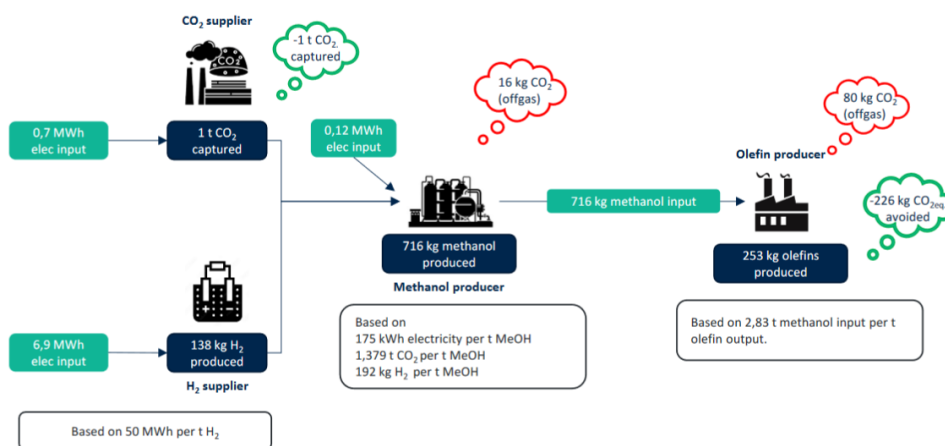 CO₂ supplier
CO₂
-1 t CO₂
captured
0,7 MWh
elec input
1 t CO₂
captured
0,12 MWh
elec input
16 kg CO₂
(offgas)
80 kg CO₂
(offgas)
Olefin producer
716 kg methanol input
-226 kg CO₂eq.
avoided
716 kg methanol
produced
Methanol producer
253 kg olefins
produced
6,9 MWh
elec input
138 kg H₂
produced
H₂ supplier
Based on
175 kWh electricity per t MeOH
1,379 t CO₂ per t MeOH
192 kg H₂ per t MeOH
Based on 2,83 t methanol input per t
olefin output.
Based on 50 MWh per t H₂